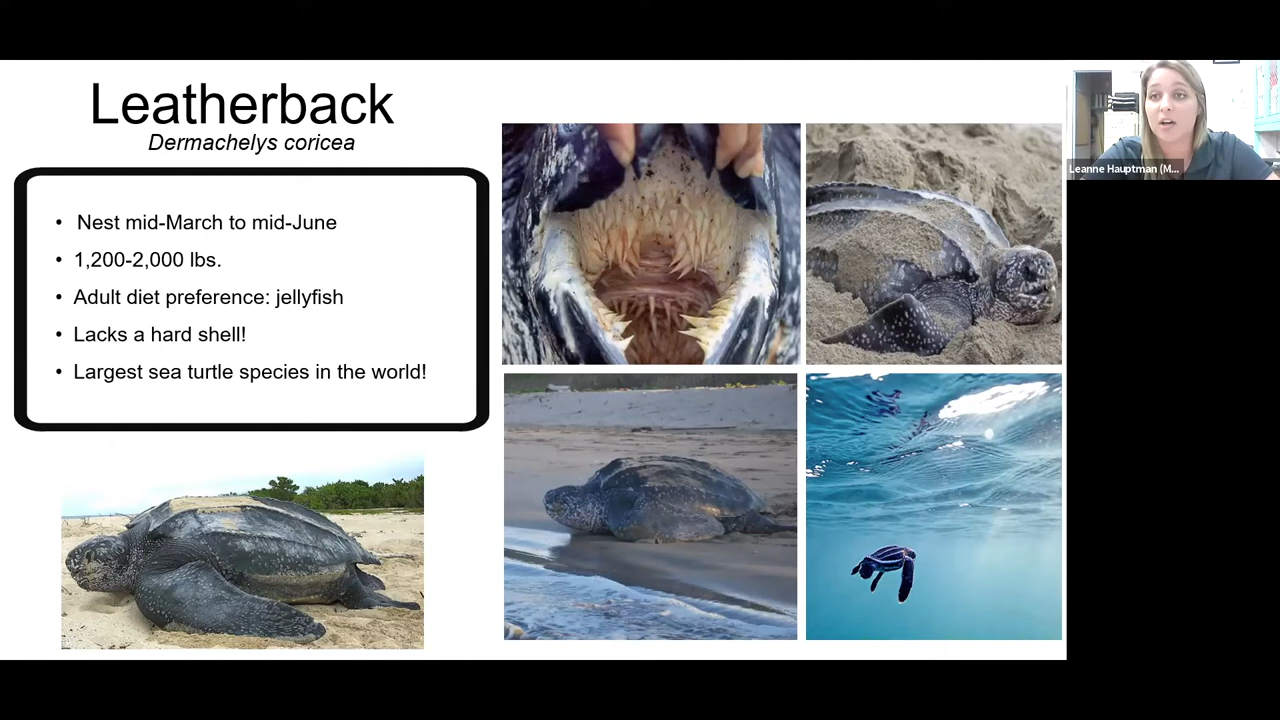 Leatherback
Dermachelys coricea
• Nest mid-March to mid-June
• 1,200-2,000 lbs.
• Adult diet preference: jellyfish
• Lacks a hard shell!
• Largest sea turtle species in the world!
Leanne Hauptman (M...